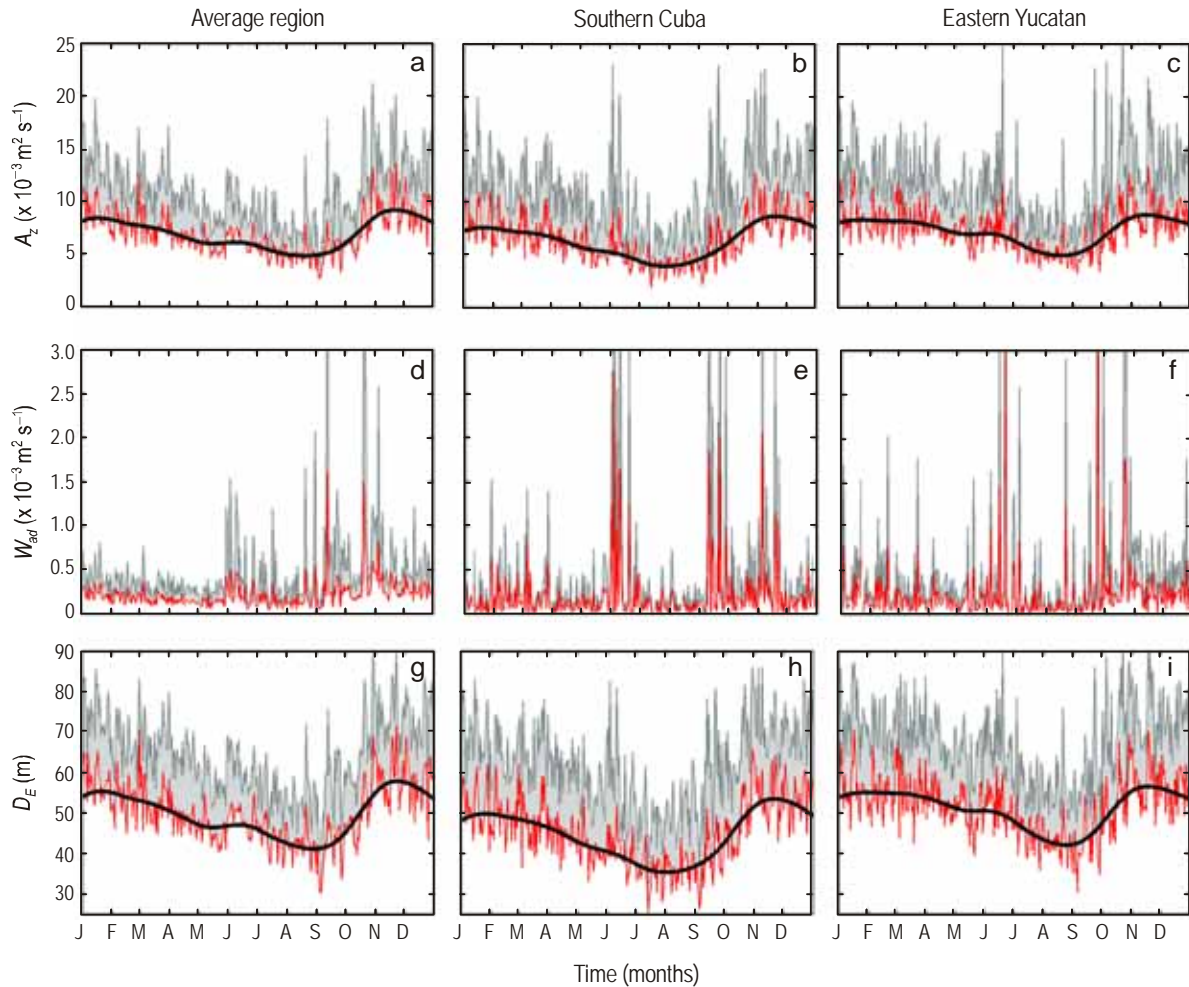 Average region Southern Cuba Eastern Yucatan
a b c
25
20
15
10
5
0
A_z (x 10⁻³ m² s⁻¹)
d e f
3.0
2.5
2.0
1.5
1.0
0.5
0
W_ad (x 10⁻³ m² s⁻¹)
g h i
90
80
70
60
50
40
30
D_E (m)
J F M A M J J A S O N D J F M A M J J A S O N D J F M A M J J A S O N D
Time (months)